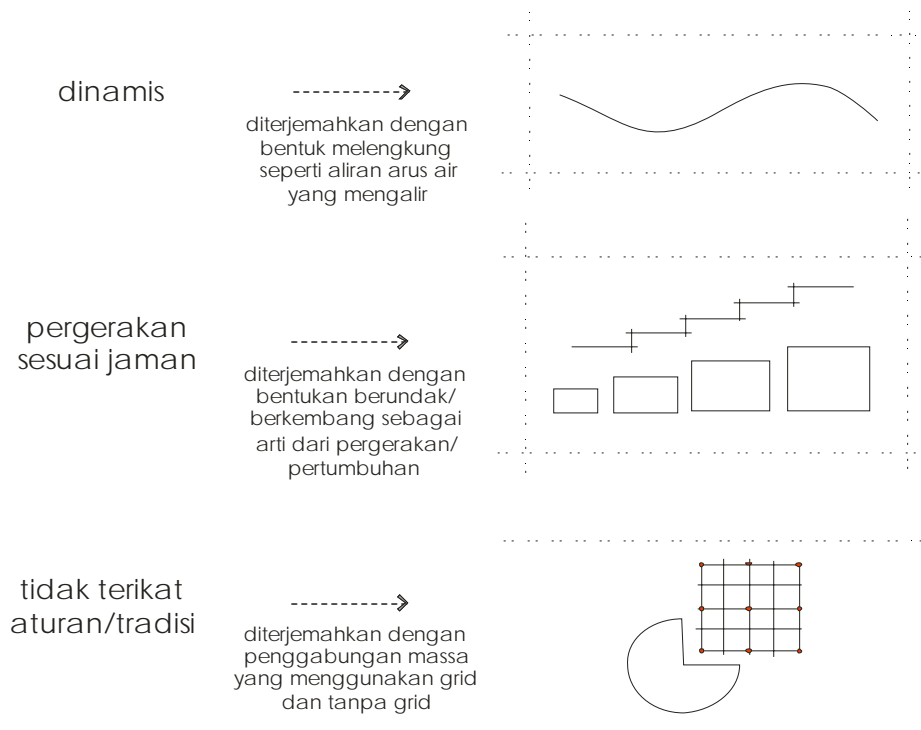 dinamis
diterjemahkan dengan
bentuk melengkung
seperti aliran arus air
yang mengalir
pergerakan
sesuai jaman
diterjemahkan dengan
bentukan berundak/
berkembang sebagai
arti dari pergerakan/
pertumbuhan
tidak terikat
aturan/tradisi
diterjemahkan dengan
penggabungan massa
yang menggunakan grid
dan tanpa grid